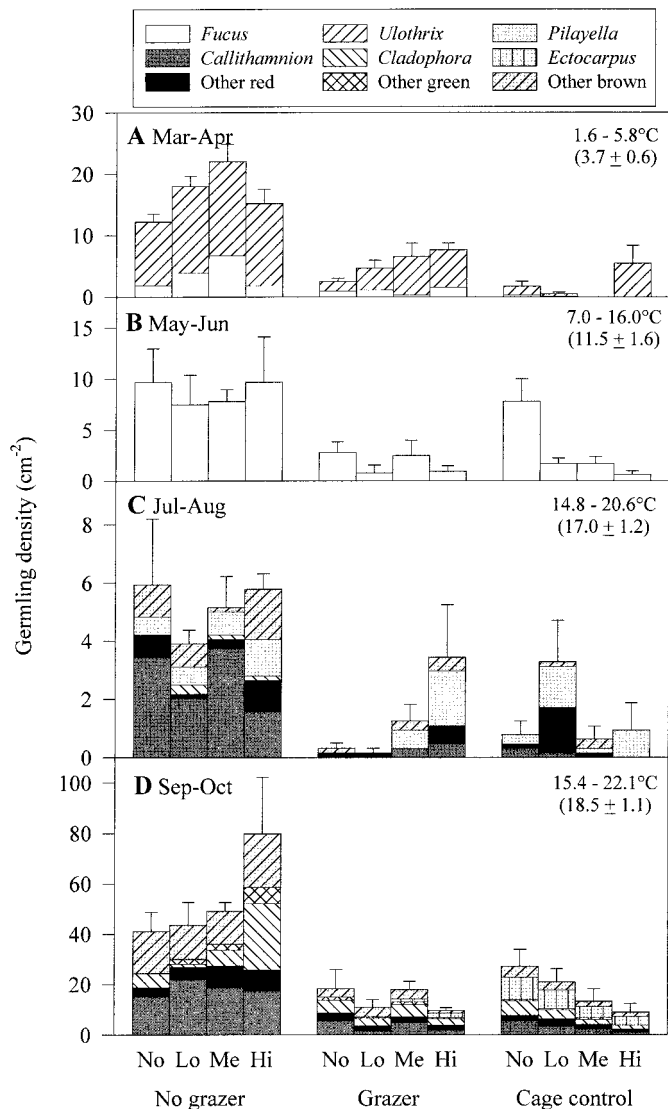 Fucus Ulothrix Pilayella
Callithamnion Cladophora Ectocarpus
Other red Other green Other brown
30
A Mar-Apr 1.6 - 5.8°C
(3.7 ± 0.6)
20
10
0
B May-Jun 7.0 - 16.0°C
(11.5 ± 1.6)
15
10
5
0
C Jul-Aug 14.8 - 20.6°C
(17.0 ± 1.2)
8
6
4
2
0
D Sep-Oct 15.4 - 22.1°C
(18.5 ± 1.1)
100
80
60
40
20
0
Germling density (cm-2)
No Lo Me Hi No Lo Me Hi No Lo Me Hi
No grazer Grazer Cage control